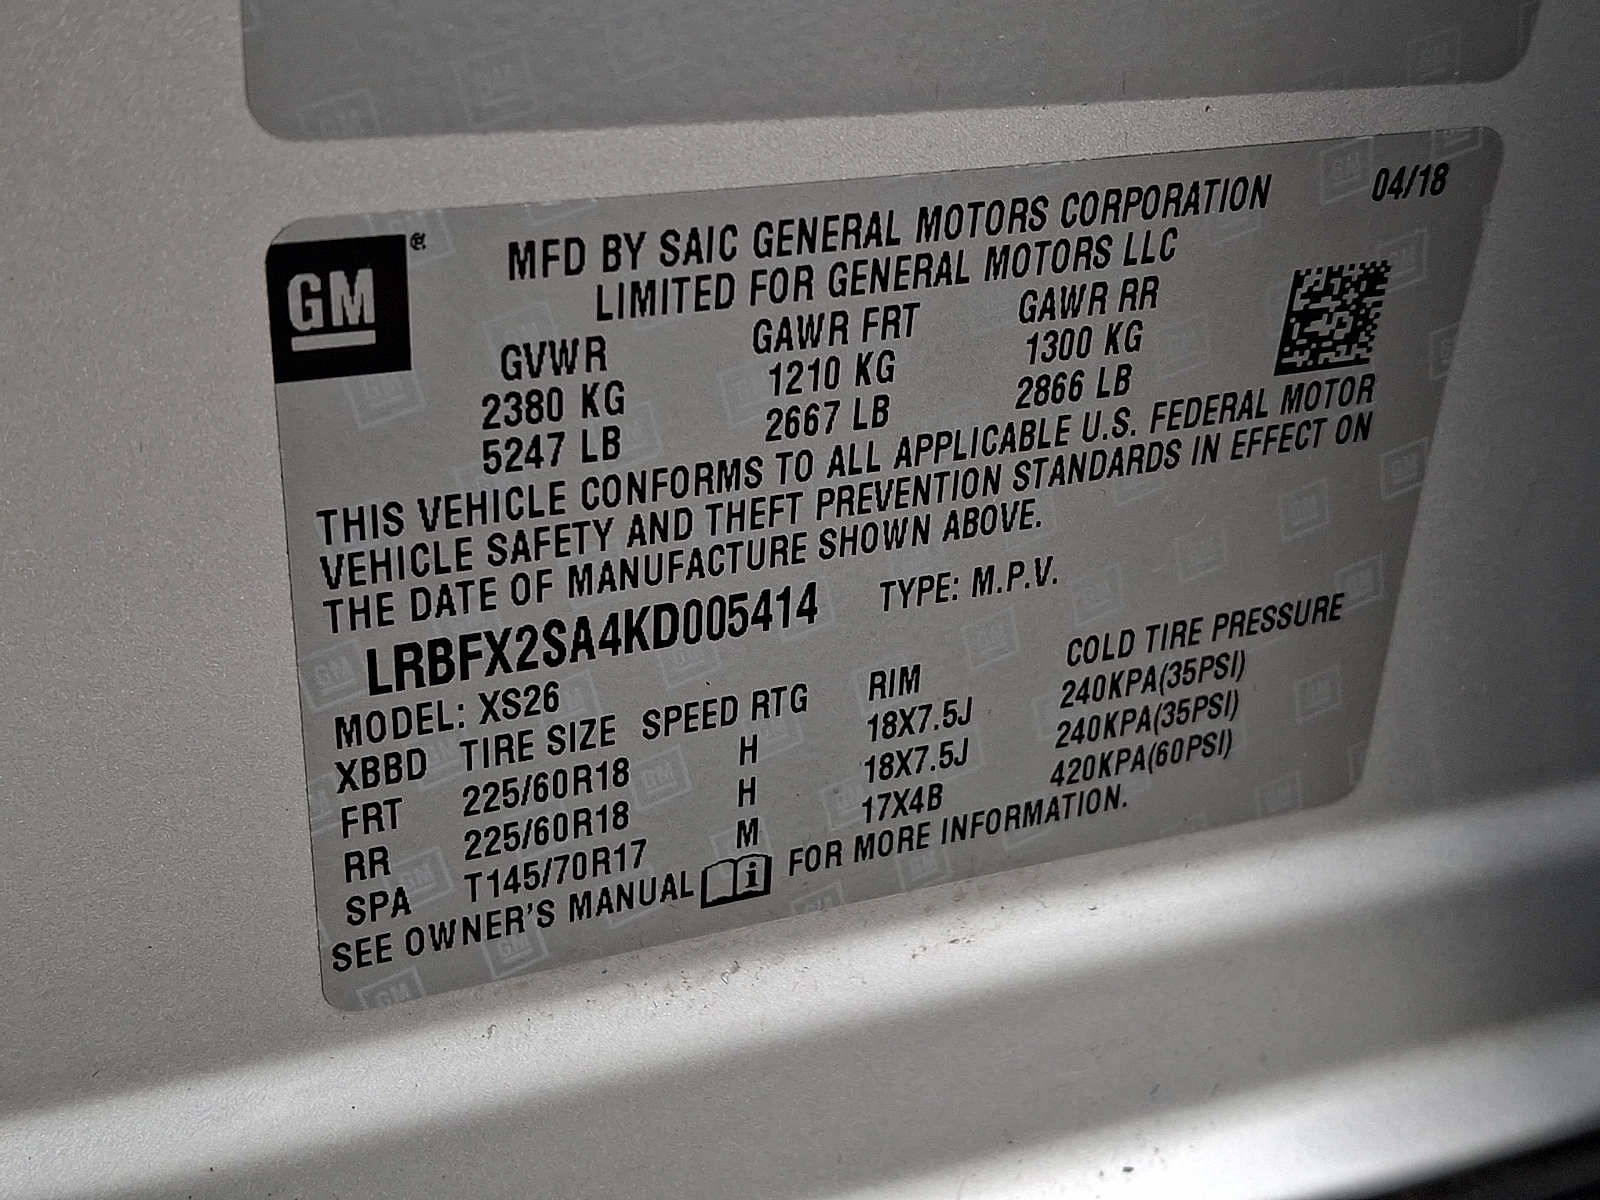 GM
MFD BY SAIC GENERAL MOTORS CORPORATION 04/18
LIMITED FOR GENERAL MOTORS LLC
GVWR GAWR FRT GAWR RR
2380 KG 1210 KG 1300 KG
5247 LB 2667 LB 2866 LB
THIS VEHICLE CONFORMS TO ALL APPLICABLE U.S. FEDERAL MOTOR
VEHICLE SAFETY AND THEFT PREVENTION STANDARDS IN EFFECT ON
THE DATE OF MANUFACTURE SHOWN ABOVE.
LRBFX2SA4KD005414 TYPE: M.P.V.
MODEL: XS26
XBBD TIRE SIZE SPEED RTG RIM COLD TIRE PRESSURE
FRT 225/60R18 H 18X7.5J 240KPA(35PSI)
RR 225/60R18 H 18X7.5J 240KPA(35PSI)
SPA T145/70R17 M 17X4B 420KPA(60PSI)
SEE OWNER'S MANUAL i FOR MORE INFORMATION.